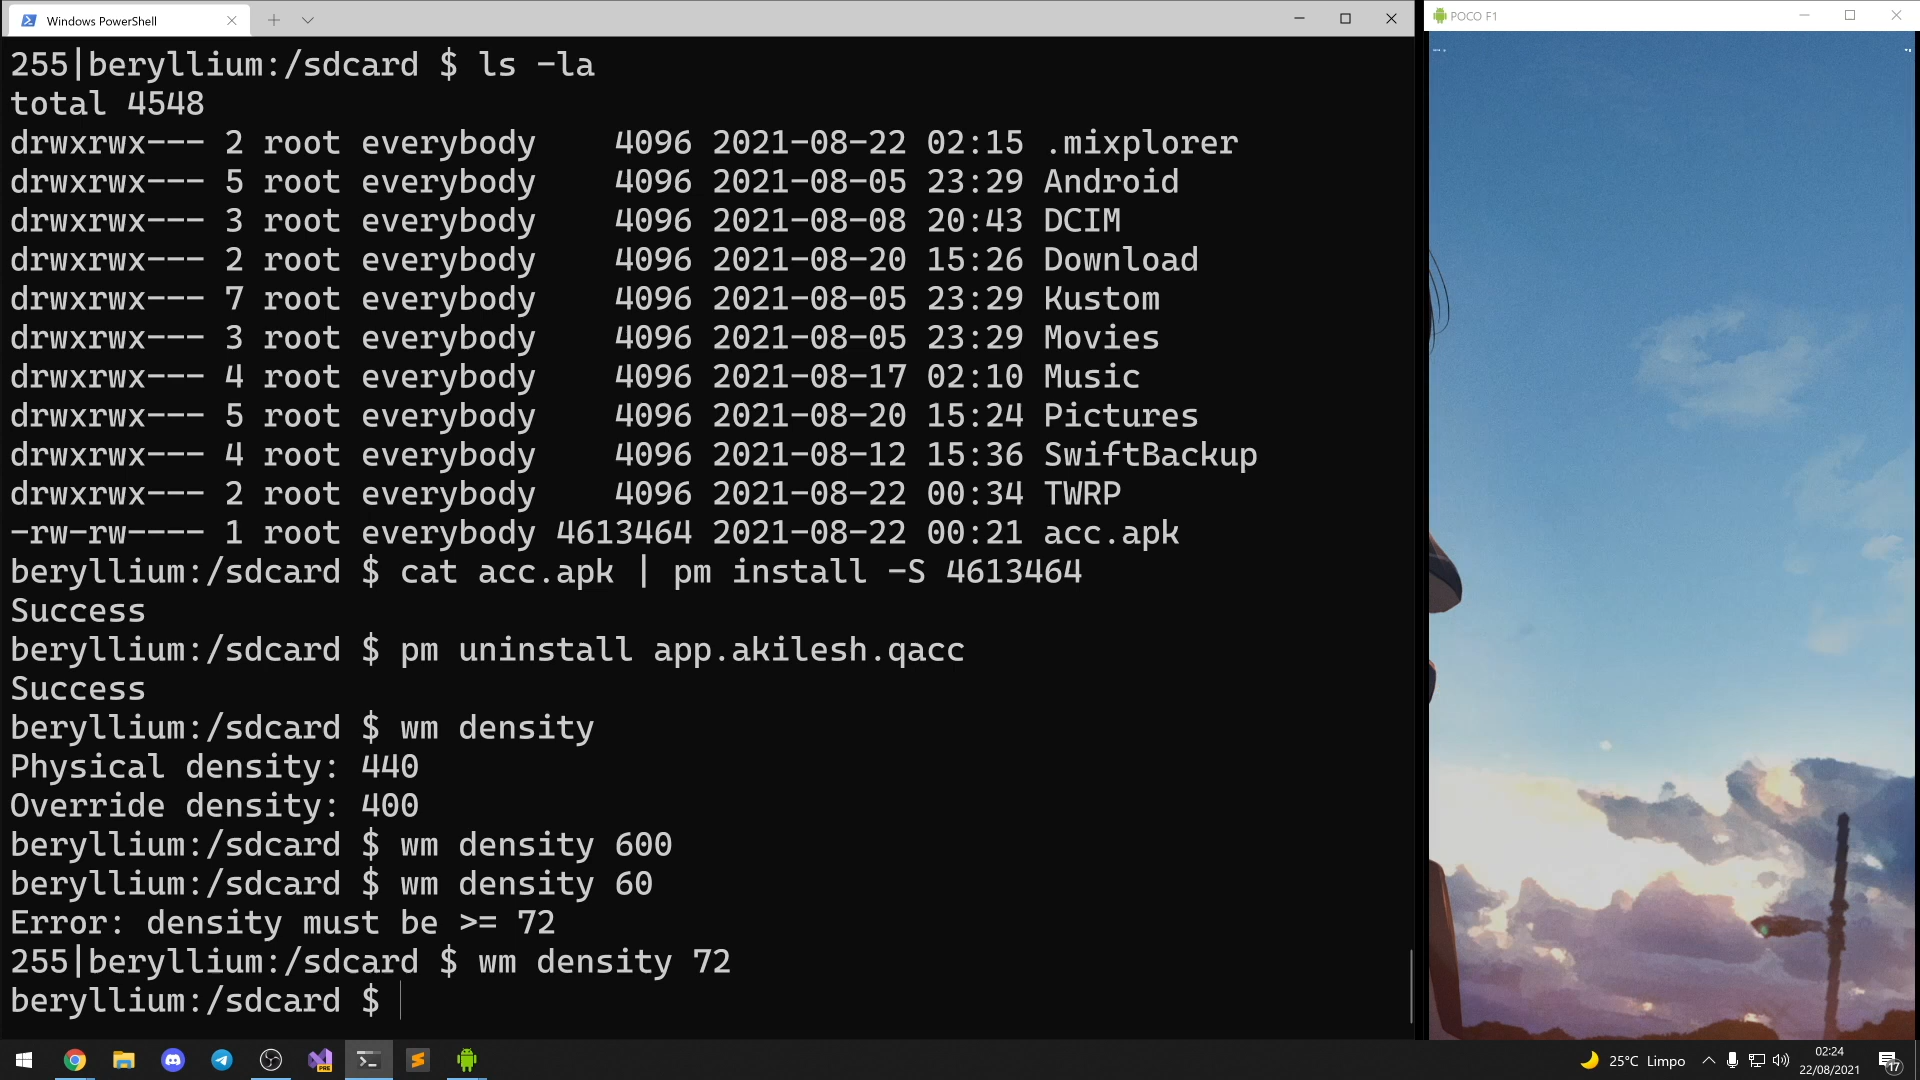 Windows PowerShell
255|beryllium:/sdcard $ ls -la
total 4548
drwxrwx--- 2 root everybody    4096 2021-08-22 02:15 .mixplorer
drwxrwx--- 5 root everybody    4096 2021-08-05 23:29 Android
drwxrwx--- 3 root everybody    4096 2021-08-08 20:43 DCIM
drwxrwx--- 2 root everybody    4096 2021-08-20 15:26 Download
drwxrwx--- 7 root everybody    4096 2021-08-05 23:29 Kustom
drwxrwx--- 3 root everybody    4096 2021-08-05 23:29 Movies
drwxrwx--- 4 root everybody    4096 2021-08-17 02:10 Music
drwxrwx--- 5 root everybody    4096 2021-08-20 15:24 Pictures
drwxrwx--- 4 root everybody    4096 2021-08-12 15:36 SwiftBackup
drwxrwx--- 2 root everybody    4096 2021-08-22 00:34 TWRP
-rw-rw---- 1 root everybody 4613464 2021-08-22 00:21 acc.apk
beryllium:/sdcard $ cat acc.apk | pm install -S 4613464
Success
beryllium:/sdcard $ pm uninstall app.akilesh.qacc
Success
beryllium:/sdcard $ wm density
Physical density: 440
Override density: 400
beryllium:/sdcard $ wm density 600
beryllium:/sdcard $ wm density 60
Error: density must be >= 72
255|beryllium:/sdcard $ wm density 72
beryllium:/sdcard $
POCO F1
PRE
25°C Limpo
02:24
22/08/2021
17